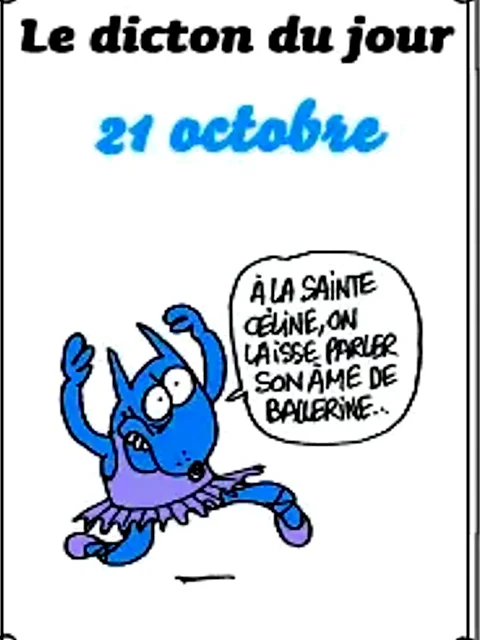 Le dicton du jour
21 octobre
À LA SAINTE
CÉLINE, ON
LAISSE PARLER
SON ÂME DE
BALLERINE..